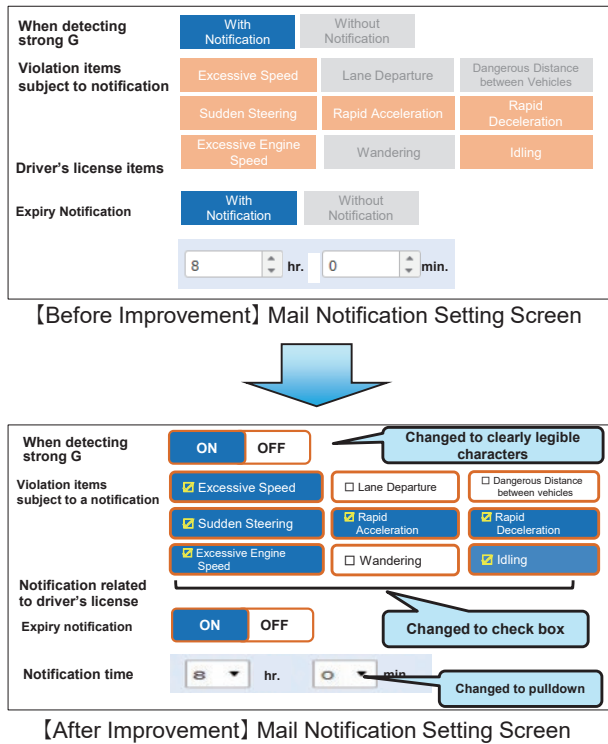 When detecting
strong G
With
Notification
Without
Notification
Violation items
subject to notification
Excessive Speed
Lane Departure
Dangerous Distance
between Vehicles
Sudden Steering
Rapid Acceleration
Rapid
Deceleration
Excessive Engine
Speed
Wandering
Idling
Driver's license items
Expiry Notification
With
Notification
Without
Notification
8
hr.
0
min.
【Before Improvement】 Mail Notification Setting Screen
When detecting
strong G
ON
OFF
Changed to clearly legible
characters
Violation items
subject to a notification
Excessive Speed
Lane Departure
Dangerous Distance
between vehicles
Sudden Steering
Rapid
Acceleration
Rapid
Deceleration
Excessive Engine
Speed
Wandering
Idling
Notification related
to driver's license
Expiry notification
ON
OFF
Changed to check box
Notification time
8
hr.
0
min
Changed to pulldown
【After Improvement】 Mail Notification Setting Screen